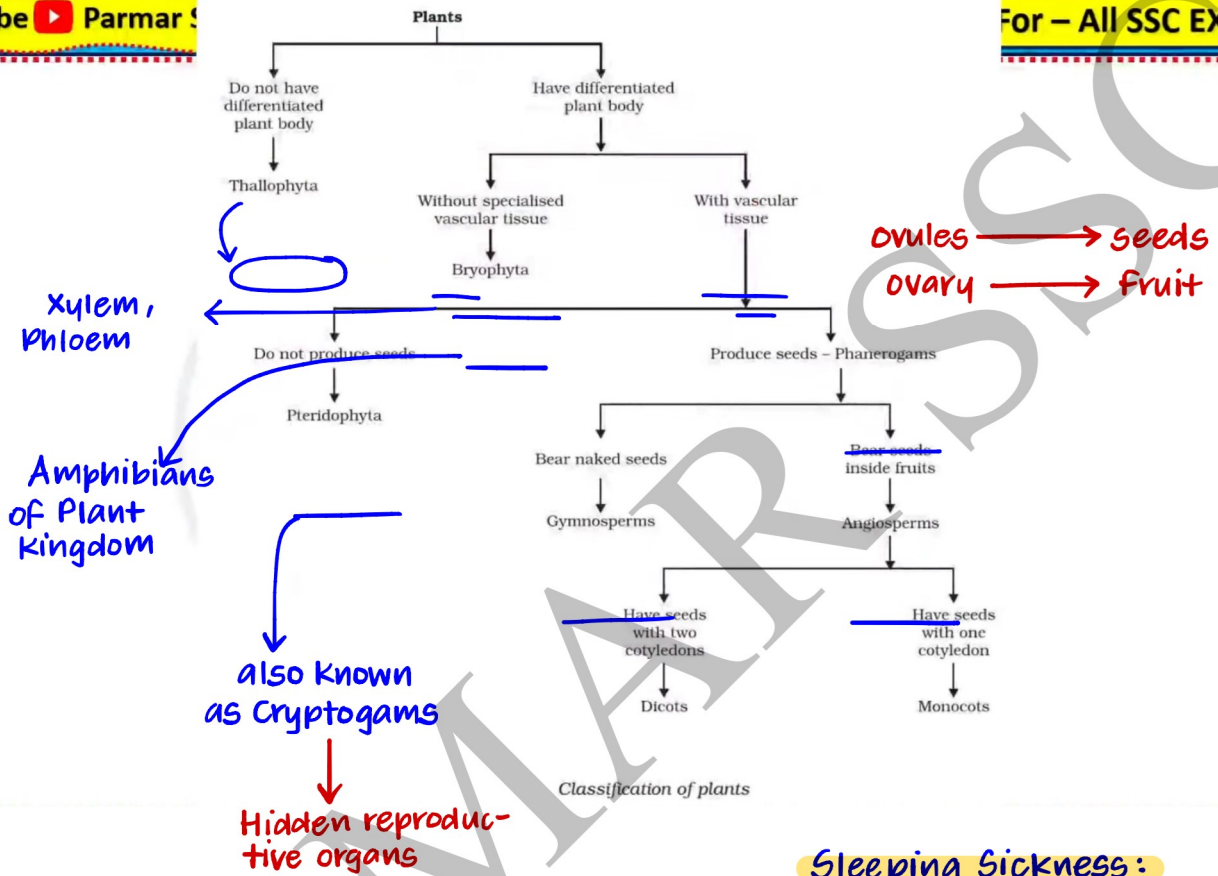 be Parmar S
For – All SSC EX
Plants
Do not have
differentiated
plant body
Have differentiated
plant body
Thallophyta
Without specialised
vascular tissue
With vascular
tissue
Bryophyta
ovules → seeds
ovary → fruit
Xylem,
Phloem
Do not produce seeds
Produce seeds – Phanerogams
Pteridophyta
Amphibians
of Plant
Kingdom
Bear naked seeds
Bear seeds
inside fruits
Gymnosperms
Angiosperms
Have seeds
with two
cotyledons
Have seeds
with one
cotyledon
Dicots
Monocots
also known
as Cryptogams
Classification of plants
Hidden reproduc-
tive organs
Sleeping Sickness:
MAR SSC